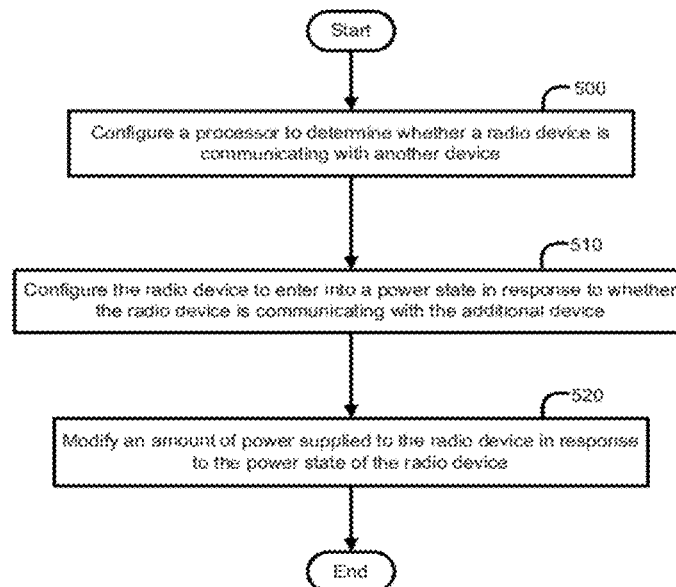 Start
500
Configure a processor to determine whether a radio device is
communicating with another device
510
Configure the radio device to enter into a power state in response to whether
the radio device is communicating with the additional device
520
Modify an amount of power supplied to the radio device in response
to the power state of the radio device
End